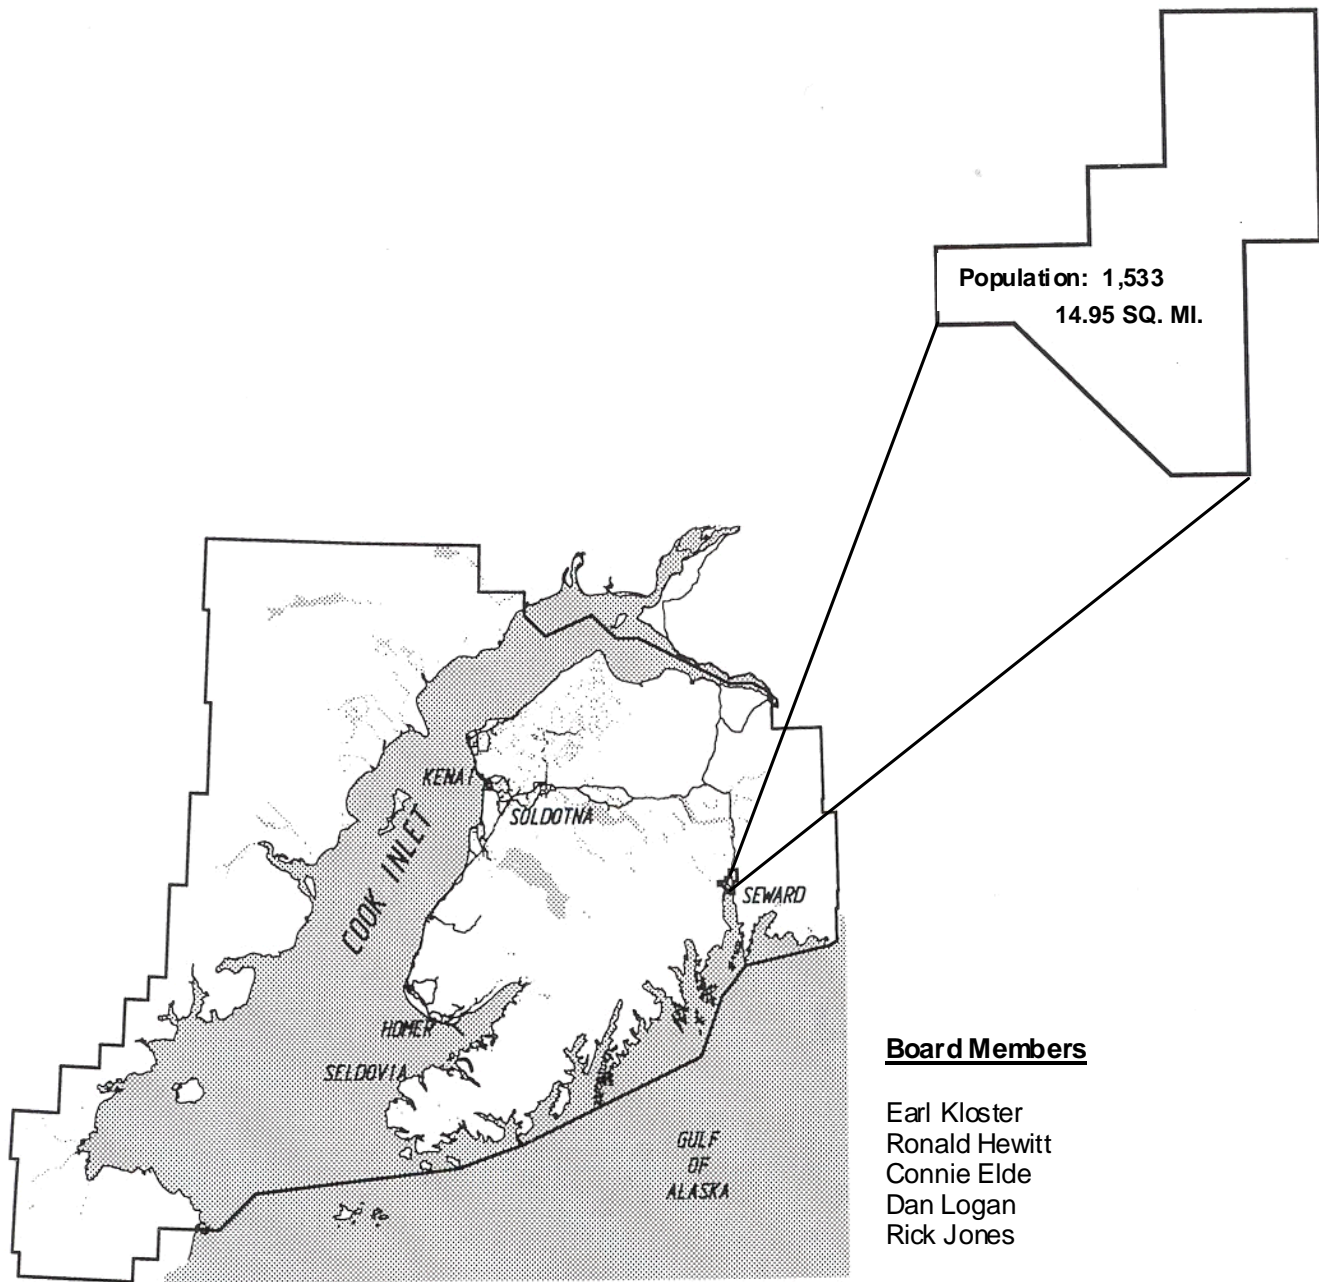 Population: 1,533
14.95 SQ. MI.
KENAI
SOLDOTNA
COOK INLET
SEWARD
HOMER
SELDOVIA
GULF
OF
ALASKA
Board Members
Earl Kloster
Ronald Hewitt
Connie Elde
Dan Logan
Rick Jones